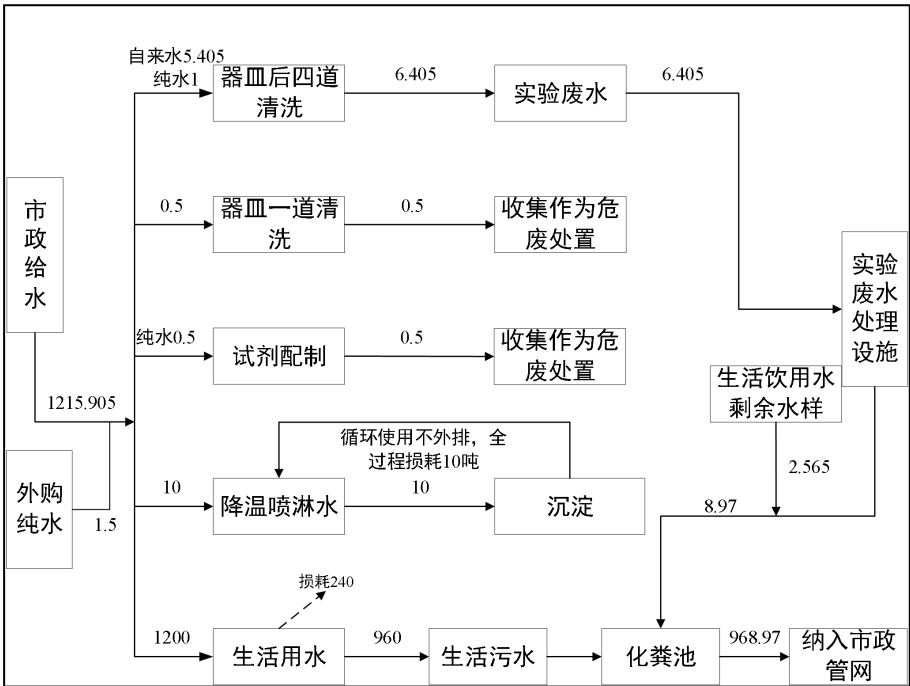 自来水5.405
纯水1
器皿后四道
清洗
6.405
实验废水
6.405
市
政
给
水
0.5
器皿一道清
洗
0.5
收集作为危
废处置
实验
废水
处理
设施
纯水0.5
试剂配制
0.5
收集作为危
废处置
生活饮用水
剩余水样
1215.905
循环使用不外排，全
过程损耗10吨
2.565
外购
纯水
1.5
10
降温喷淋水
10
沉淀
8.97
损耗240
1200
生活用水
960
生活污水
化粪池
968.97
纳入市政
管网